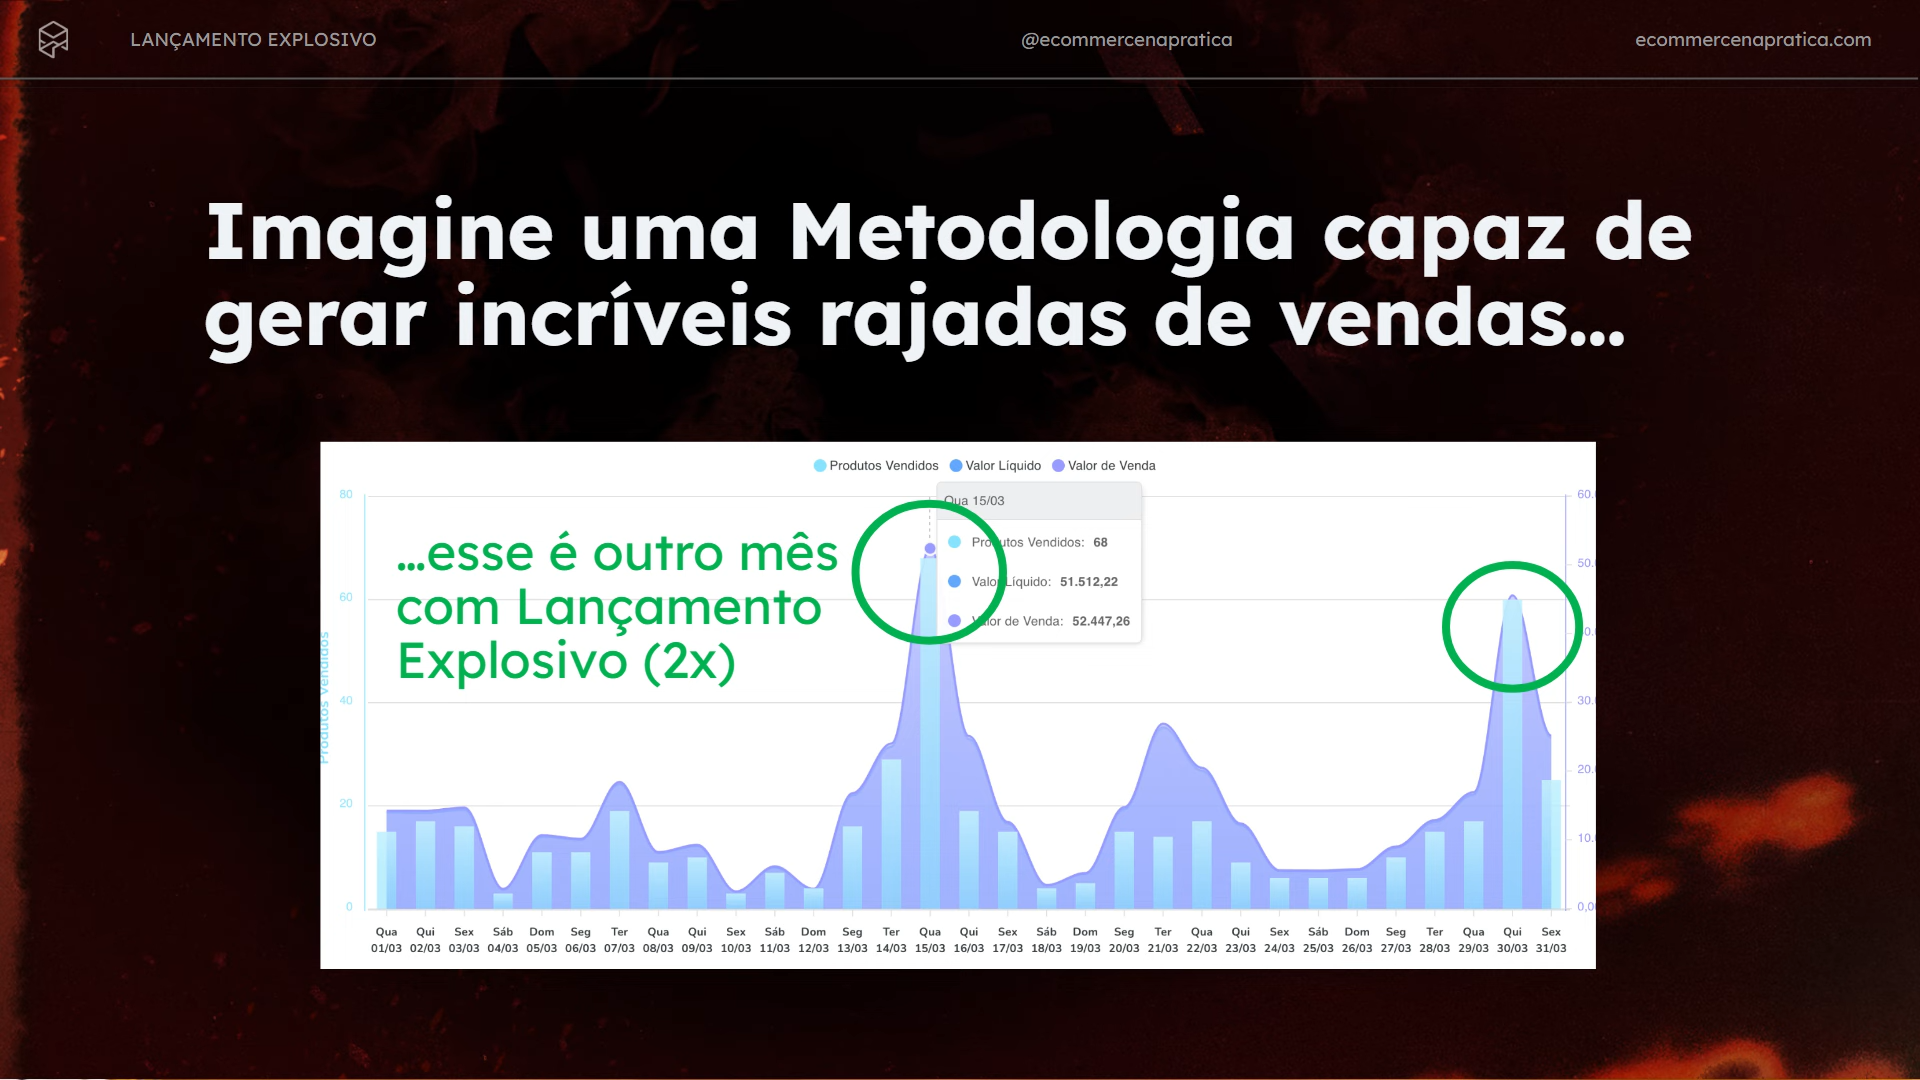 LANÇAMENTO EXPLOSIVO
@ecommercenapratica
ecommercenapratica.com
Imagine uma Metodologia capaz de
gerar incríveis rajadas de vendas...
Produtos Vendidos Valor Líquido Valor de Venda
...esse é outro mês
com Lançamento
Explosivo (2x)
Qua 15/03
Produtos Vendidos: 68
Valor Líquido: 51.512,22
Valor de Venda: 52.447,26
Produtos Vendidos
80
60
40
20
0
60.
50.
0.
30.
20.
10.
0,0
Qua Qui Sex Sáb Dom Seg Ter Qua Qui Sex Sáb Dom Seg Ter Qua Qui Sex Sáb Dom Seg Ter Qua Qui Sex Sáb Dom Seg Ter Qua Qui Sex
01/03 02/03 03/03 04/03 05/03 06/03 07/03 08/03 09/03 10/03 11/03 12/03 13/03 14/03 15/03 16/03 17/03 18/03 19/03 20/03 21/03 22/03 23/03 24/03 25/03 26/03 27/03 28/03 29/03 30/03 31/03